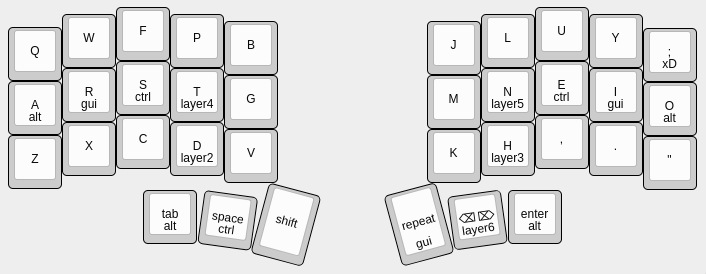 Q W F P B J L U Y ;
xD
A
alt
R
gui
S
ctrl
T
layer4
G M N
layer5
E
ctrl
I
gui
O
alt
Z X C D
layer2
V K H
layer3
, . "
tab
alt
space
ctrl
shift
repeat
gui
⌫ ⌦
layer6
enter
alt